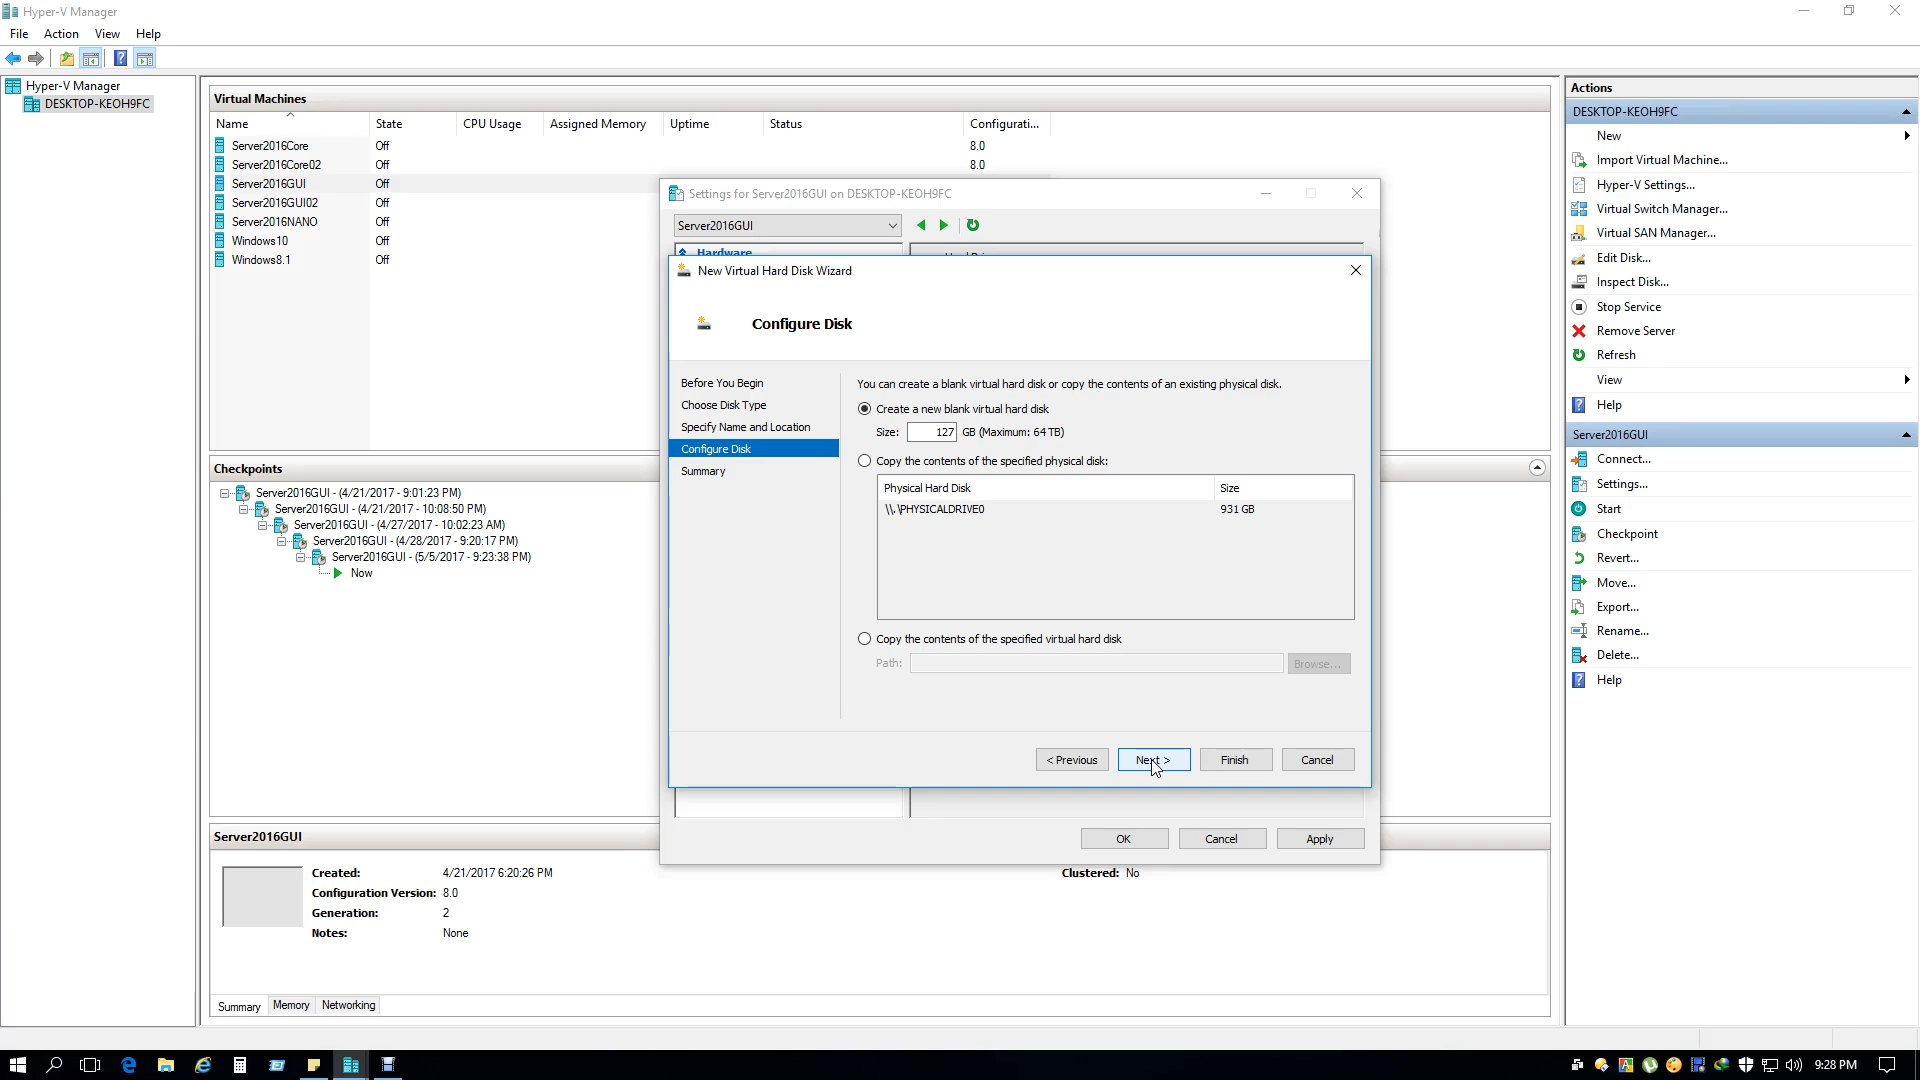 Hyper-V Manager
File Action View Help
Hyper-V Manager
DESKTOP-KEOH9FC
Virtual Machines
Name State CPU Usage Assigned Memory Uptime Status Configurati...
Server2016Core Off 8.0
Server2016Core02 Off 8.0
Server2016GUI Off
Server2016GUI02 Off
Server2016NANO Off
Windows10 Off
Windows8.1 Off
Checkpoints
Server2016GUI - (4/21/2017 - 9:01:23 PM)
Server2016GUI - (4/21/2017 - 10:08:50 PM)
Server2016GUI - (4/27/2017 - 10:02:23 AM)
Server2016GUI - (4/28/2017 - 9:20:17 PM)
Server2016GUI - (5/5/2017 - 9:23:38 PM)
Now
Server2016GUI
Created: 4/21/2017 6:20:26 PM Clustered: No
Configuration Version: 8.0
Generation: 2
Notes: None
Summary Memory Networking
Settings for Server2016GUI on DESKTOP-KEOH9FC
Server2016GUI
Hardware
New Virtual Hard Disk Wizard
Configure Disk
Before You Begin
Choose Disk Type
Specify Name and Location
Configure Disk
Summary
You can create a blank virtual hard disk or copy the contents of an existing physical disk.
Create a new blank virtual hard disk
Size: 127 GB (Maximum: 64 TB)
Copy the contents of the specified physical disk:
Physical Hard Disk Size
\\.\PHYSICALDRIVE0 931 GB
Copy the contents of the specified virtual hard disk
Path: Browse...
< Previous Next > Finish Cancel
OK Cancel Apply
Actions
DESKTOP-KEOH9FC
New
Import Virtual Machine...
Hyper-V Settings...
Virtual Switch Manager...
Virtual SAN Manager...
Edit Disk...
Inspect Disk...
Stop Service
Remove Server
Refresh
View
Help
Server2016GUI
Connect...
Settings...
Start
Checkpoint
Revert...
Move...
Export...
Rename...
Delete...
Help
9:28 PM